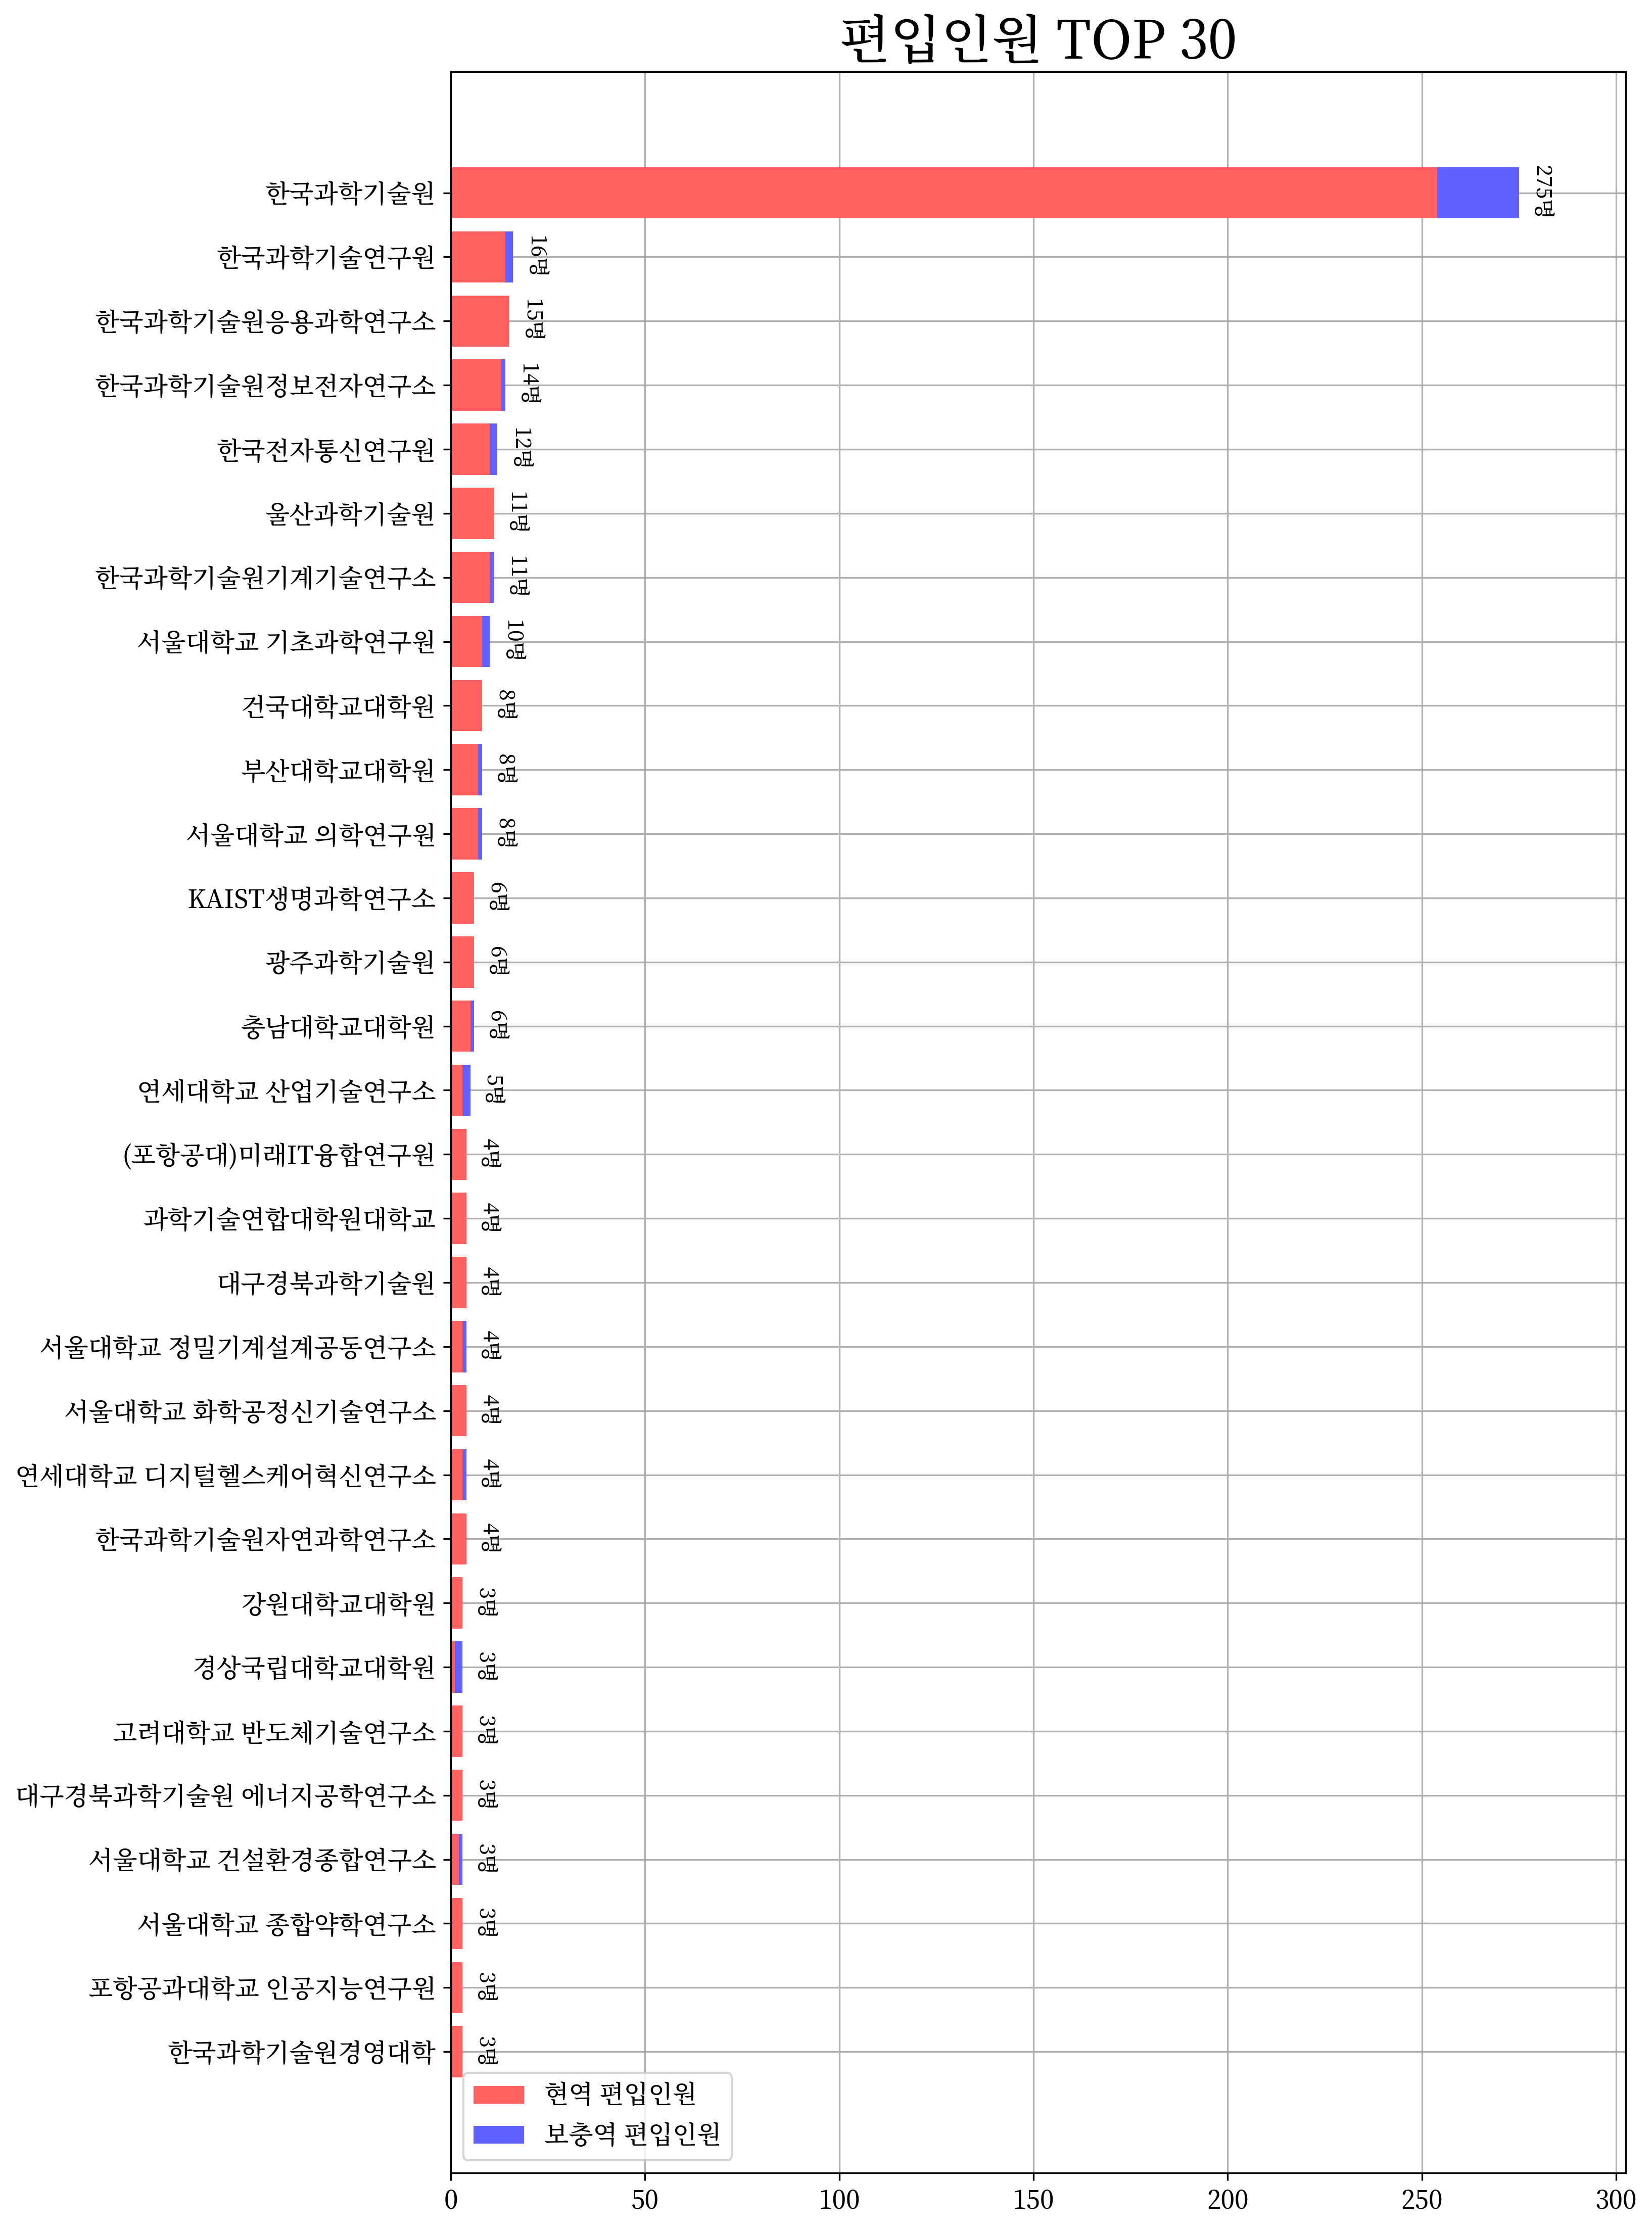 편입인원 TOP 30
한국과학기술원 275명
한국과학기술연구원 16명
한국과학기술원응용과학연구소 15명
한국과학기술원정보전자연구소 14명
한국전자통신연구원 12명
울산과학기술원 11명
한국과학기술원기계기술연구소 11명
서울대학교 기초과학연구원 10명
건국대학교대학원 8명
부산대학교대학원 8명
서울대학교 의학연구원 8명
KAIST생명과학연구소 6명
광주과학기술원 6명
충남대학교대학원 6명
연세대학교 산업기술연구소 5명
(포항공대)미래IT융합연구원 4명
과학기술연합대학원대학교 4명
대구경북과학기술원 4명
서울대학교 정밀기계설계공동연구소 4명
서울대학교 화학공정신기술연구소 4명
연세대학교 디지털헬스케어혁신연구소 4명
한국과학기술원자연과학연구소 4명
강원대학교대학원 3명
경상국립대학교대학원 3명
고려대학교 반도체기술연구소 3명
대구경북과학기술원 에너지공학연구소 3명
서울대학교 건설환경종합연구소 3명
서울대학교 종합약학연구소 3명
포항공과대학교 인공지능연구원 3명
한국과학기술원경영대학 3명
현역 편입인원
보충역 편입인원
0 50 100 150 200 250 300